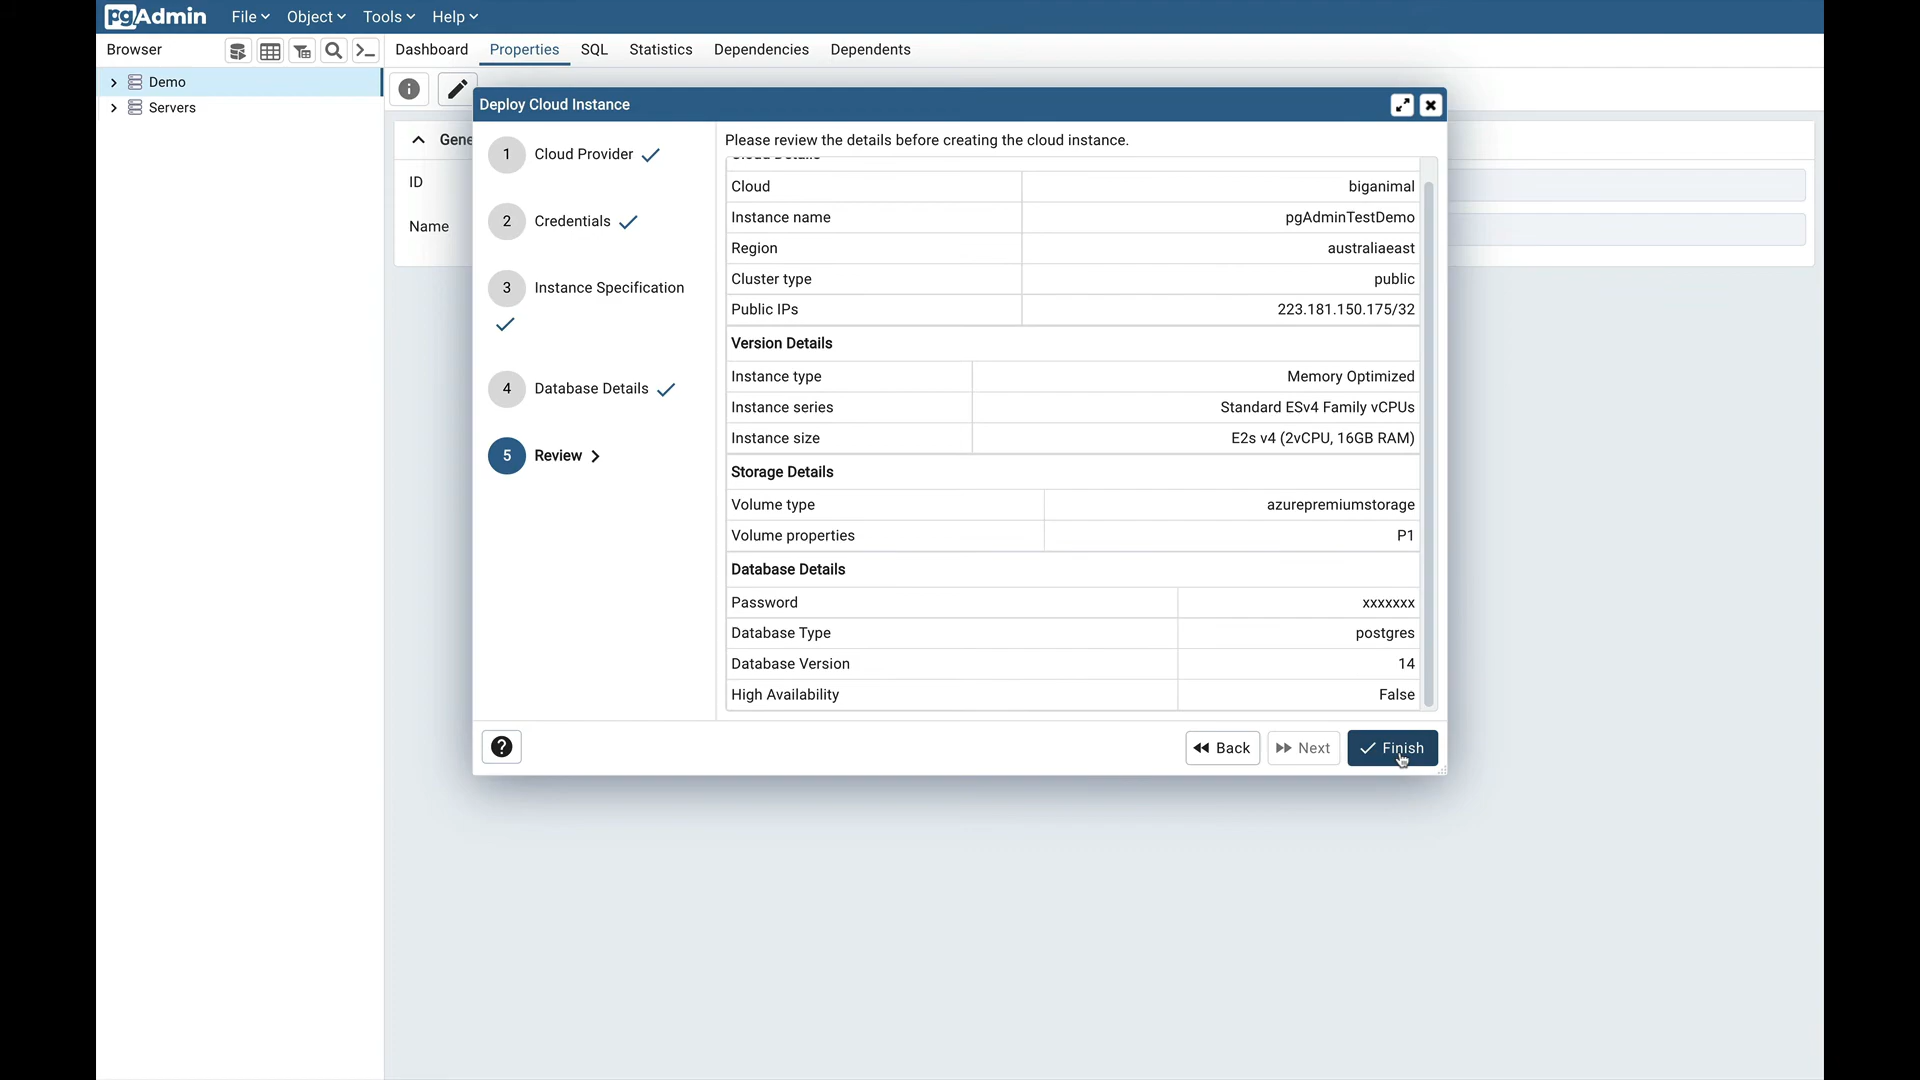 pgAdmin File Object Tools Help
Browser
Dashboard Properties SQL Statistics Dependencies Dependents
Demo
Servers
Gene
ID
Name
Deploy Cloud Instance
1 Cloud Provider
2 Credentials
3 Instance Specification
4 Database Details
5 Review
Please review the details before creating the cloud instance.
Cloud Details
Cloud biganimal
Instance name pgAdminTestDemo
Region australiaeast
Cluster type public
Public IPs 223.181.150.175/32
Version Details
Instance type Memory Optimized
Instance series Standard ESv4 Family vCPUs
Instance size E2s v4 (2vCPU, 16GB RAM)
Storage Details
Volume type azurepremiumstorage
Volume properties P1
Database Details
Password xxxxxxx
Database Type postgres
Database Version 14
High Availability False
? Back Next Finish